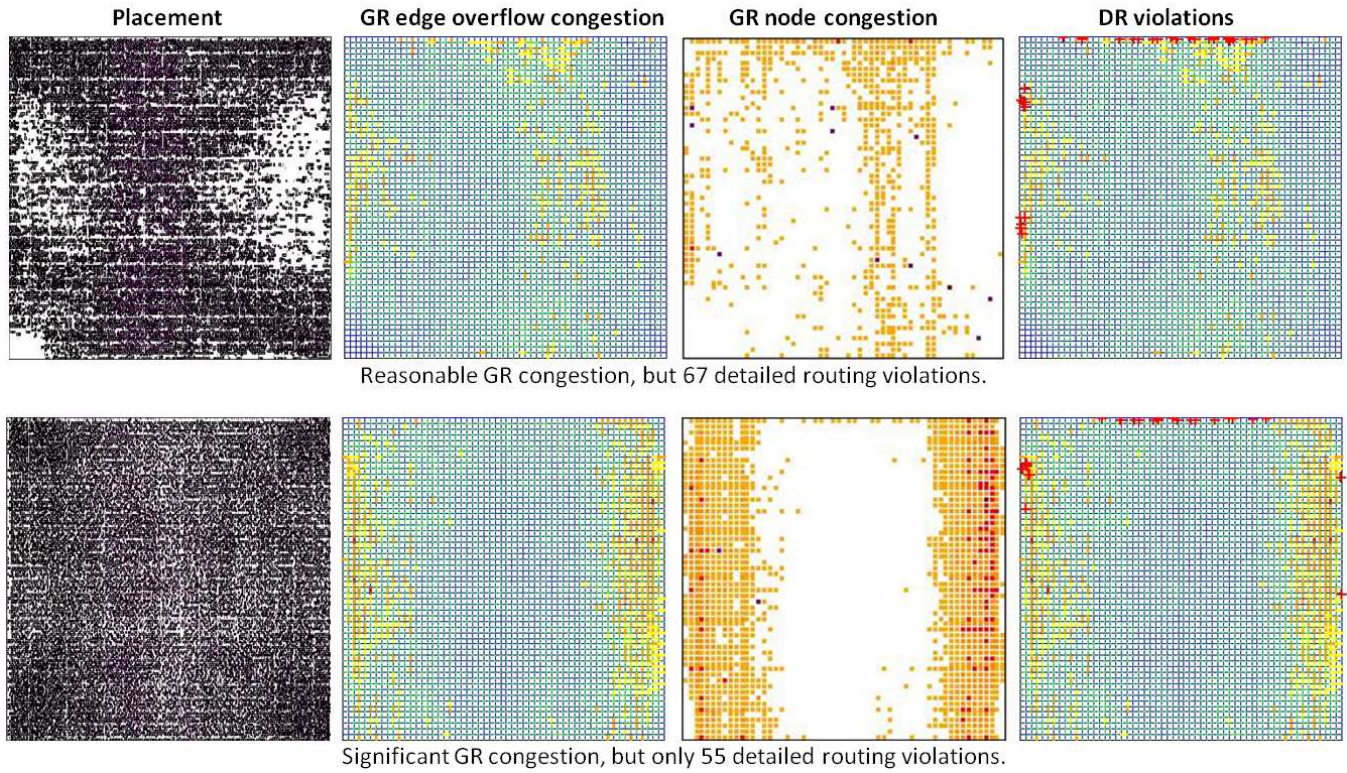 Placement
GR edge overflow congestion
GR node congestion
DR violations
Reasonable GR congestion, but 67 detailed routing violations.
Significant GR congestion, but only 55 detailed routing violations.